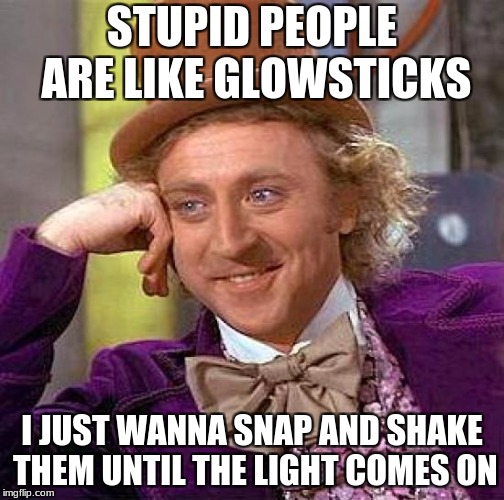 STUPID PEOPLE
ARE LIKE GLOWSTICKS
I JUST WANNA SNAP AND SHAKE
THEM UNTIL THE LIGHT COMES ON
imgflip.com